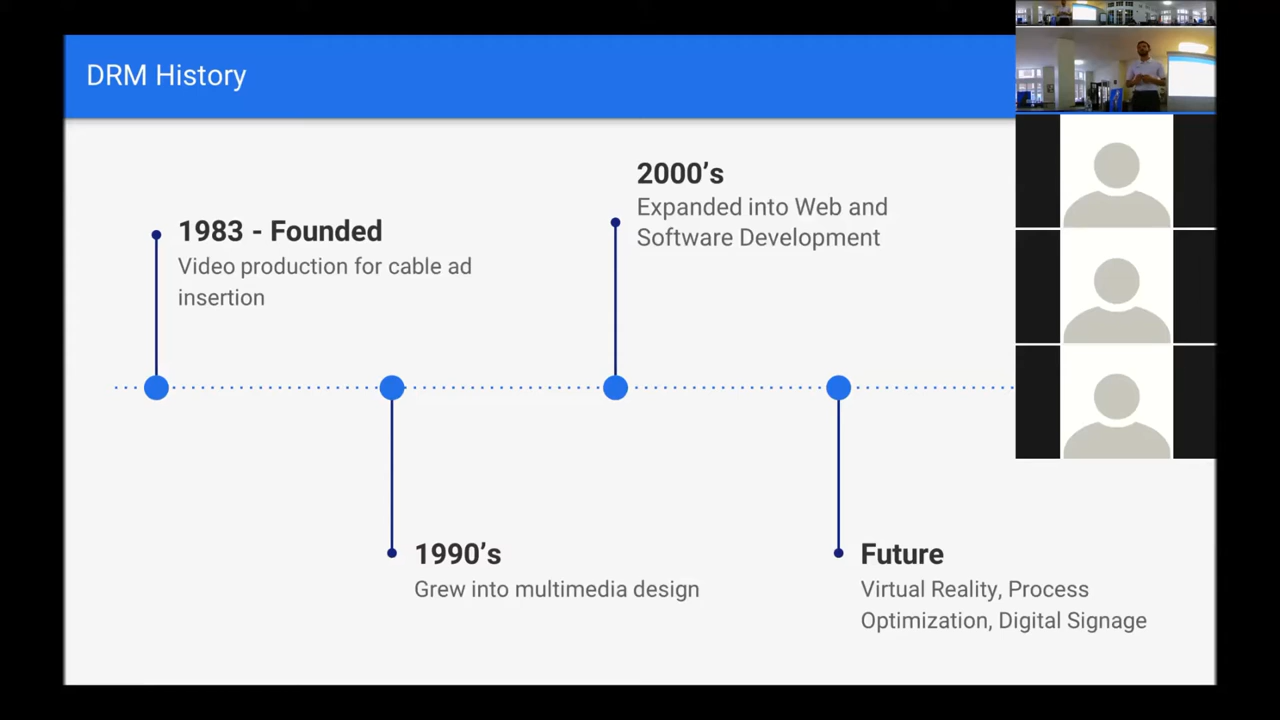 DRM History
1983 - Founded
Video production for cable ad
insertion
2000's
Expanded into Web and
Software Development
1990's
Grew into multimedia design
Future
Virtual Reality, Process
Optimization, Digital Signage